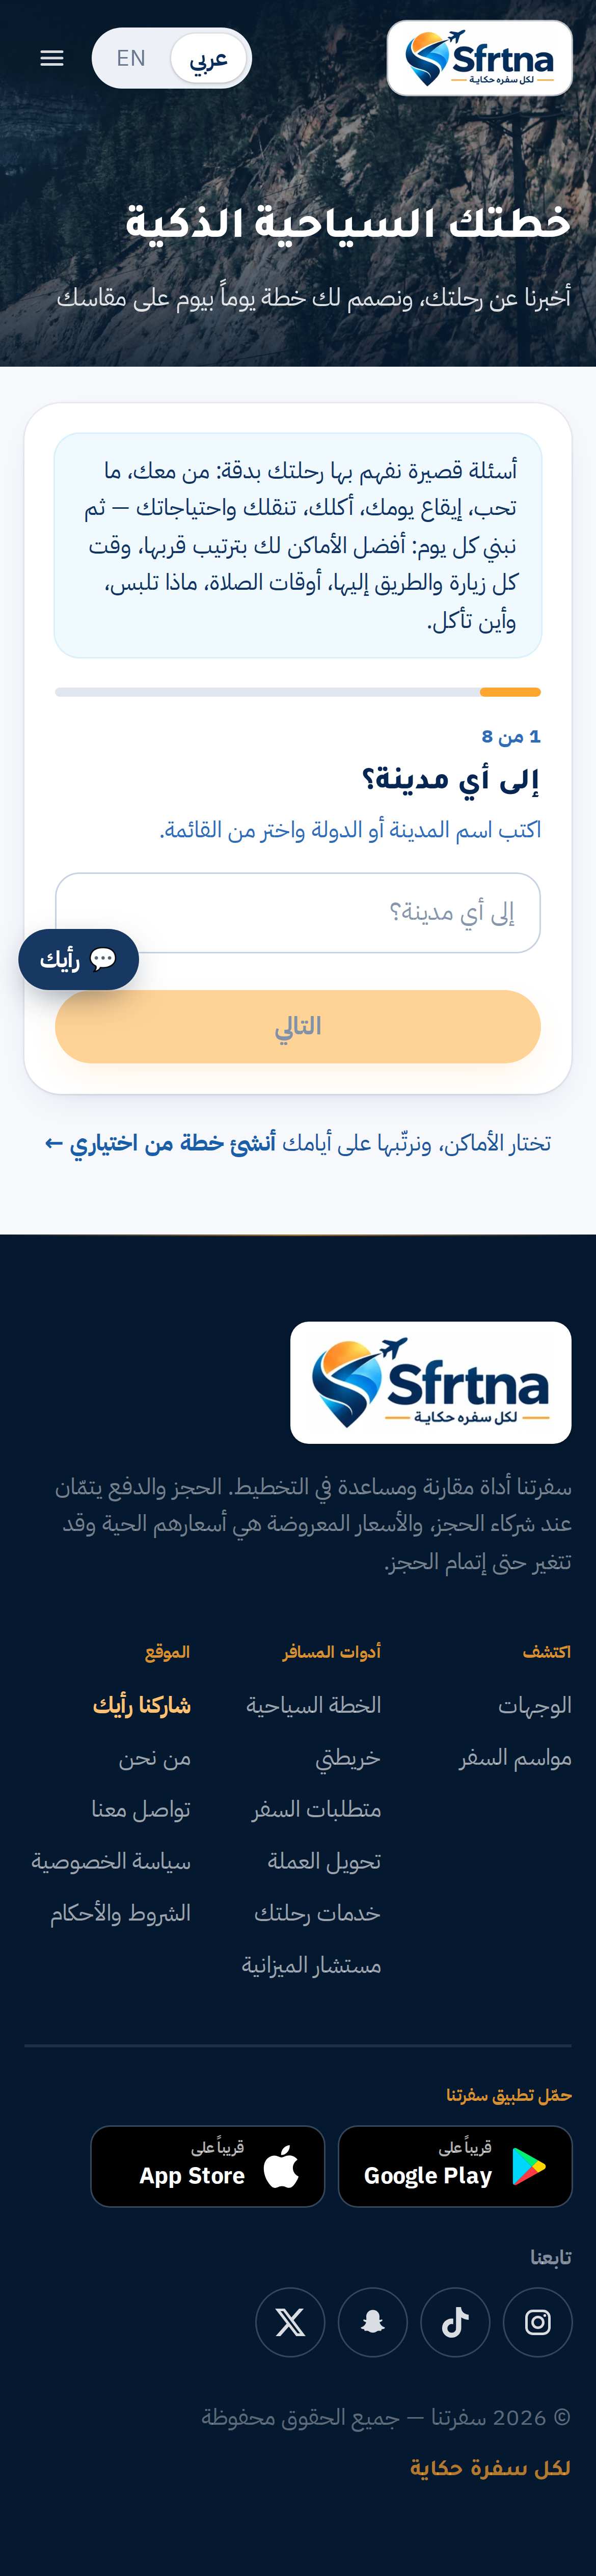 Sfrtna
لكل سفره حكاية
عربي
EN
خطتك السياحية الذكية
أخبرنا عن رحلتك، ونصمم لك خطة يوماً بيوم على مقاسك
أسئلة قصيرة نفهم بها رحلتك بدقة: من معك، ما
تحب، إيقاع يومك، أكلك، تنقلك واحتياجاتك — ثم
نبني كل يوم: أفضل الأماكن لك بترتيب قربها، وقت
كل زيارة والطريق إليها، أوقات الصلاة، ماذا تلبس،
وأين تأكل.
1 من 8
إلى أي مدينة؟
اكتب اسم المدينة أو الدولة واختر من القائمة.
إلى أي مدينة؟
💬 رأيك
التالي
تختار الأماكن، ونرتّبها على أيامك أنشئ خطة من اختياري ←
Sfrtna
لكل سفره حكاية
سفرتنا أداة مقارنة ومساعدة في التخطيط. الحجز والدفع يتمّان
عند شركاء الحجز، والأسعار المعروضة هي أسعارهم الحية وقد
تتغير حتى إتمام الحجز.
اكتشف
الوجهات
مواسم السفر
أدوات المسافر
الخطة السياحية
خريطتي
متطلبات السفر
تحويل العملة
خدمات رحلتك
مستشار الميزانية
الموقع
شاركنا رأيك
من نحن
تواصل معنا
سياسة الخصوصية
الشروط والأحكام
حمّل تطبيق سفرتنا
قريباً على
Google Play
قريباً على
App Store
تابعنا
© 2026 سفرتنا — جميع الحقوق محفوظة
لكل سفرة حكاية